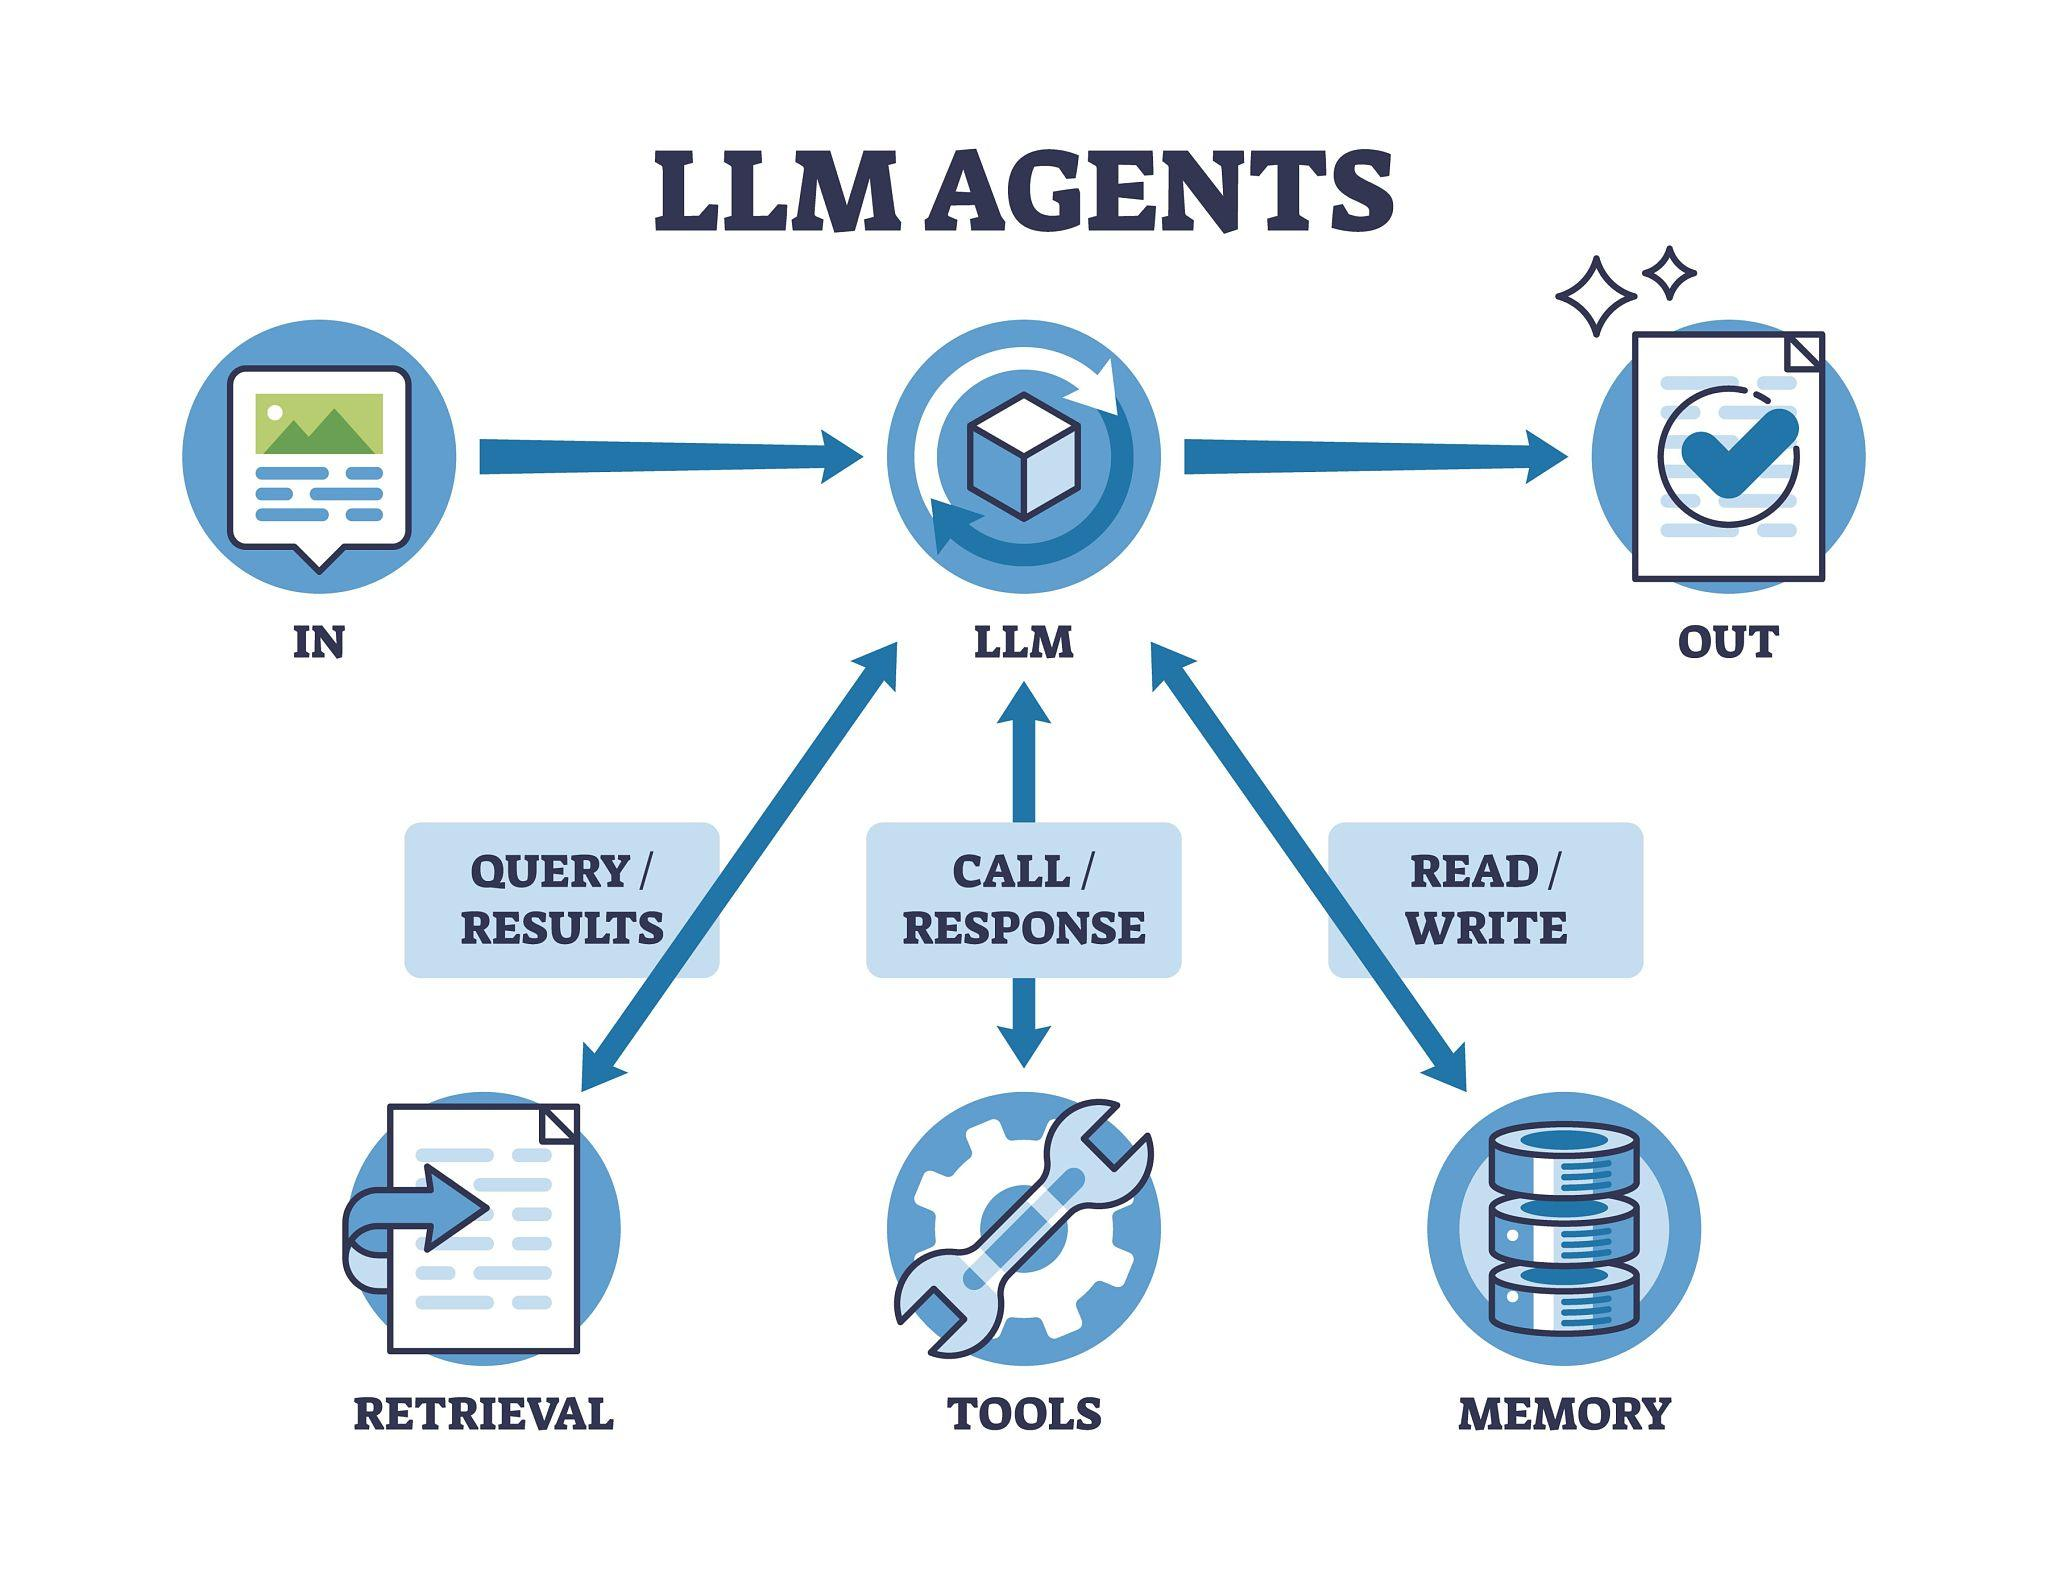 LLM AGENTS
IN
LLM
OUT
QUERY /
RESULTS
CALL /
RESPONSE
READ /
WRITE
RETRIEVAL
TOOLS
MEMORY